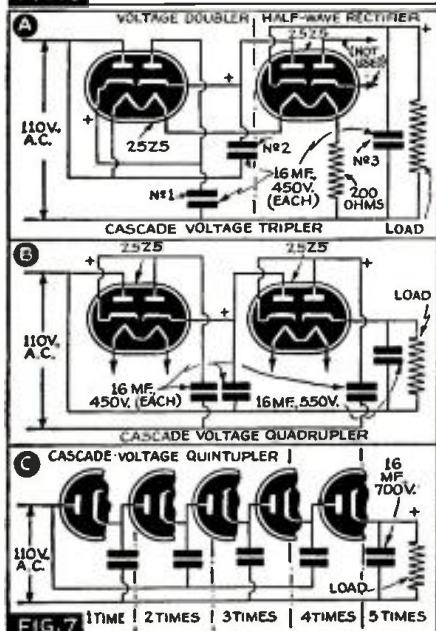 A
VOLTAGE DOUBLER
HALF-WAVE RECTIFIER
25Z5
(NOT USED)
+
+
+
110V.
A.C.
25Z5
Nº2
Nº1
16 MF.
450V.
(EACH)
Nº3
200
OHMS
LOAD
CASCADE VOLTAGE TRIPLER
B
25Z5
25Z5
+
+
+
LOAD
110V.
A.C.
16 MF.
450V. (EACH)
16 MF., 550V.
CASCADE VOLTAGE QUADRUPLER
C
CASCADE-VOLTAGE QUINTUPLER
16
MF
700V.
+
110V.
A.C.
LOAD
FIG. 7
1 TIME
2 TIMES
3 TIMES
4 TIMES
5 TIMES